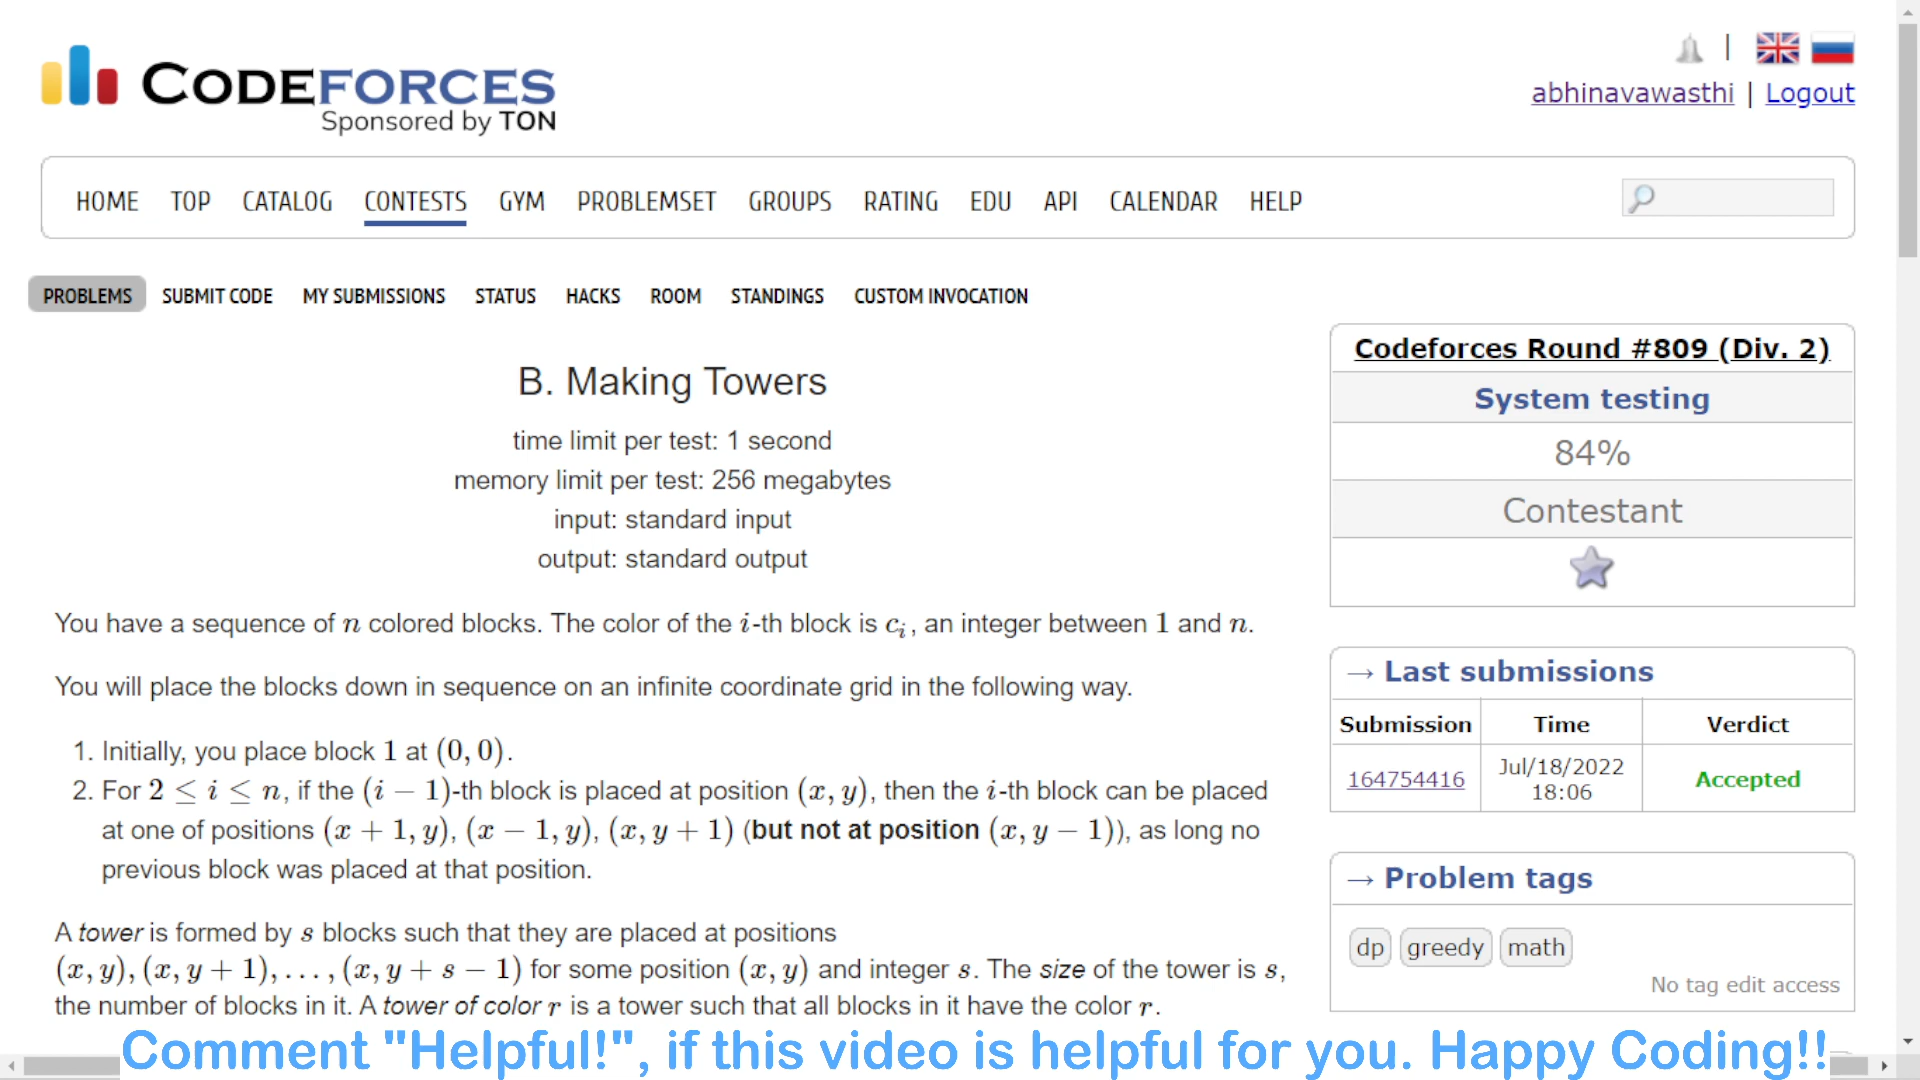 CODEFORCES
Sponsored by TON
|
abhinavawasthi | Logout
HOME TOP CATALOG CONTESTS GYM PROBLEMSET GROUPS RATING EDU API CALENDAR HELP
PROBLEMS SUBMIT CODE MY SUBMISSIONS STATUS HACKS ROOM STANDINGS CUSTOM INVOCATION
B. Making Towers
time limit per test: 1 second
memory limit per test: 256 megabytes
input: standard input
output: standard output
You have a sequence of n colored blocks. The color of the i-th block is c_i, an integer between 1 and n.
You will place the blocks down in sequence on an infinite coordinate grid in the following way.
1. Initially, you place block 1 at (0, 0).
2. For 2 ≤ i ≤ n, if the (i − 1)-th block is placed at position (x, y), then the i-th block can be placed
at one of positions (x + 1, y), (x − 1, y), (x, y + 1) (but not at position (x, y − 1)), as long no
previous block was placed at that position.
A tower is formed by s blocks such that they are placed at positions
(x, y), (x, y + 1), . . . , (x, y + s − 1) for some position (x, y) and integer s. The size of the tower is s,
the number of blocks in it. A tower of color r is a tower such that all blocks in it have the color r.
Codeforces Round #809 (Div. 2)
System testing
84%
Contestant
→ Last submissions
Submission Time Verdict
164754416 Jul/18/2022 18:06 Accepted
→ Problem tags
dp greedy math
No tag edit access
Comment "Helpful!", if this video is helpful for you. Happy Coding!!